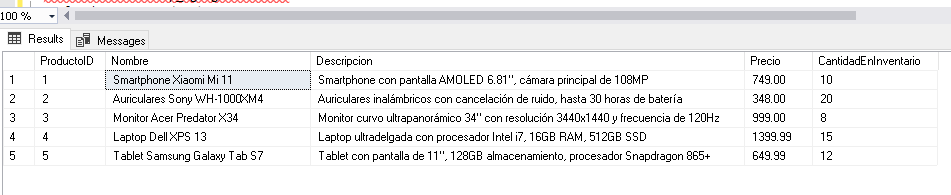 100 %
Results Messages
ProductoID Nombre Descripcion Precio CantidadEnInventario
1 1 Smartphone Xiaomi Mi 11 Smartphone con pantalla AMOLED 6.81", cámara principal de 108MP 749.00 10
2 2 Auriculares Sony WH-1000XM4 Auriculares inalámbricos con cancelación de ruido, hasta 30 horas de batería 348.00 20
3 3 Monitor Acer Predator X34 Monitor curvo ultrapanorámico 34" con resolución 3440x1440 y frecuencia de 120Hz 999.00 8
4 4 Laptop Dell XPS 13 Laptop ultradelgada con procesador Intel i7, 16GB RAM, 512GB SSD 1399.99 15
5 5 Tablet Samsung Galaxy Tab S7 Tablet con pantalla de 11", 128GB almacenamiento, procesador Snapdragon 865+ 649.99 12